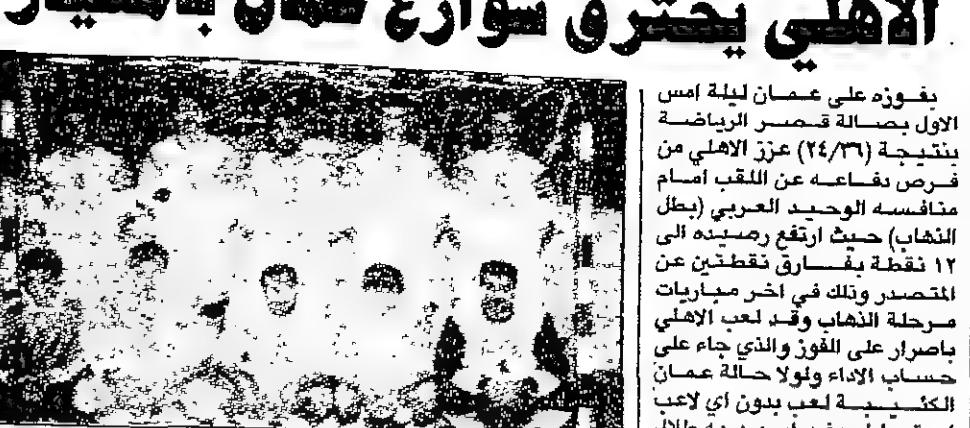 الاهلي يخترق شوارع عمان
بفوزه على عمان ليلة امس
الاول بصالة قصر الرياضة
بنتيجة (٢٤/٣٦) عزز الاهلي من
فرص دفاعه عن اللقب امام
منافسه الوحيد العربي (بطل
الذهاب) حيث ارتفع رصيده الى
١٢ نقطة بفارق نقطتين عن
المتصدر وذلك في اخر مباريات
مرحلة الذهاب وقد لعب الاهلي
باصرار على الفوز والذي جاء على
حساب الاداء ولولا حالة عمان
الكئيبة لعب بدون اي لاعب